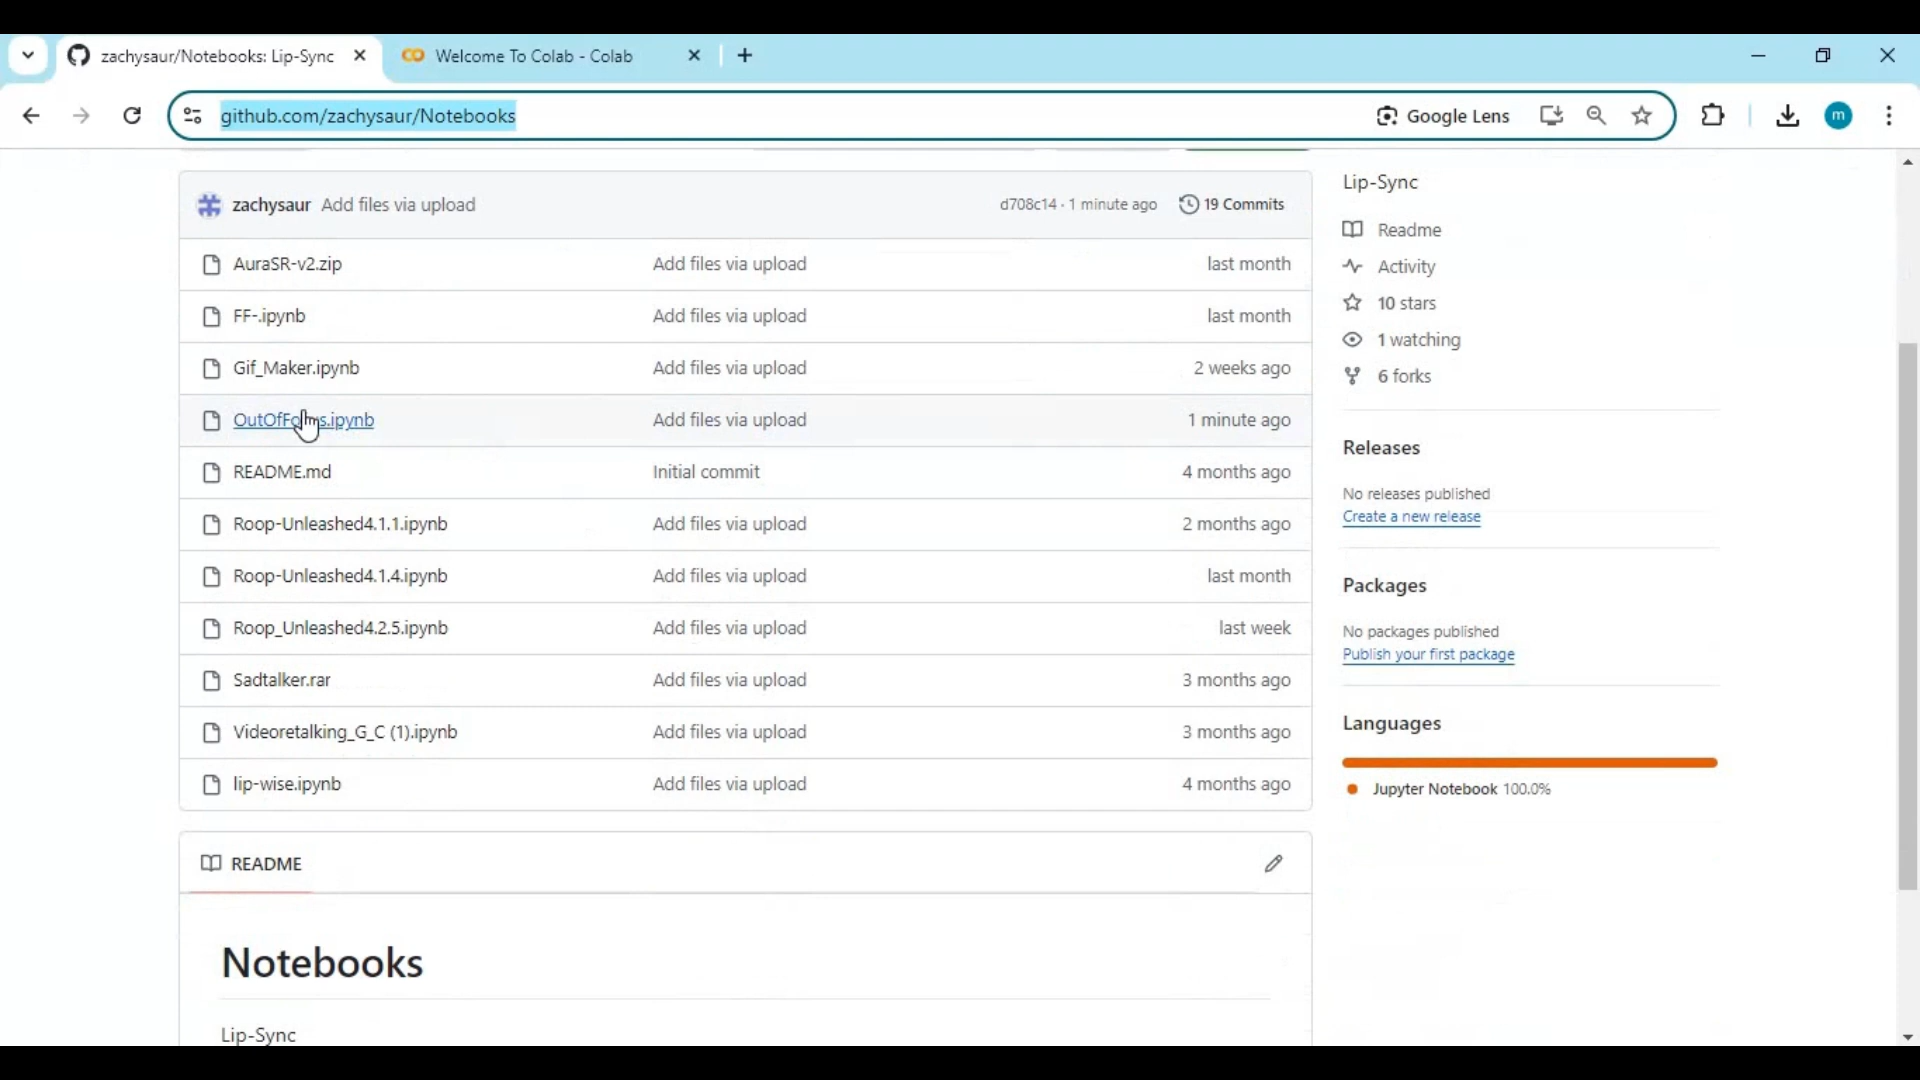 zachysaur/Notebooks: Lip-Sync
Welcome To Colab - Colab
github.com/zachysaur/Notebooks
Google Lens
m
zachysaur Add files via upload d708c14 · 1 minute ago 19 Commits
AuraSR-v2.zip Add files via upload last month
FF-.ipynb Add files via upload last month
Gif_Maker.ipynb Add files via upload 2 weeks ago
OutOfFocus.ipynb Add files via upload 1 minute ago
README.md Initial commit 4 months ago
Roop-Unleashed4.1.1.ipynb Add files via upload 2 months ago
Roop-Unleashed4.1.4.ipynb Add files via upload last month
Roop_Unleashed4.2.5.ipynb Add files via upload last week
Sadtalker.rar Add files via upload 3 months ago
Videoretalking_G_C (1).ipynb Add files via upload 3 months ago
lip-wise.ipynb Add files via upload 4 months ago
README
Notebooks
Lip-Sync
Lip-Sync
Readme
Activity
10 stars
1 watching
6 forks
Releases
No releases published
Create a new release
Packages
No packages published
Publish your first package
Languages
Jupyter Notebook 100.0%